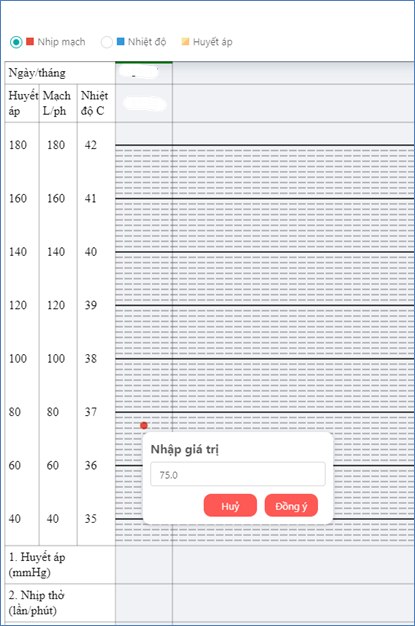 Nhịp mạch Nhiệt độ Huyết áp
Ngày/tháng
Huyết áp Mạch L/ph Nhiệt độ C
180 180 42
160 160 41
140 140 40
120 120 39
100 100 38
80 80 37
60 60 36
40 40 35
Nhập giá trị
75.0
Huỷ Đồng ý
1. Huyết áp
(mmHg)
2. Nhịp thở
(lần/phút)